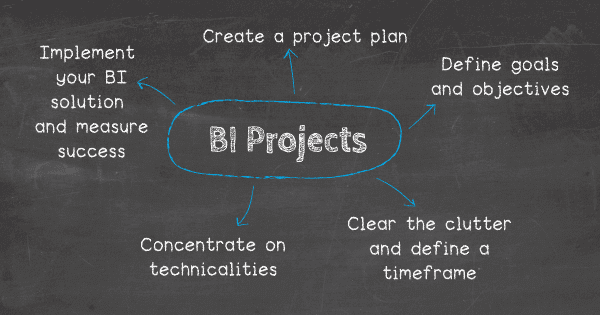 Create a project plan
Define goals
and objectives
Clear the clutter
and define a
timeframe
Concentrate on
technicalities
Implement
your BI
solution
and measure
success
BI Projects